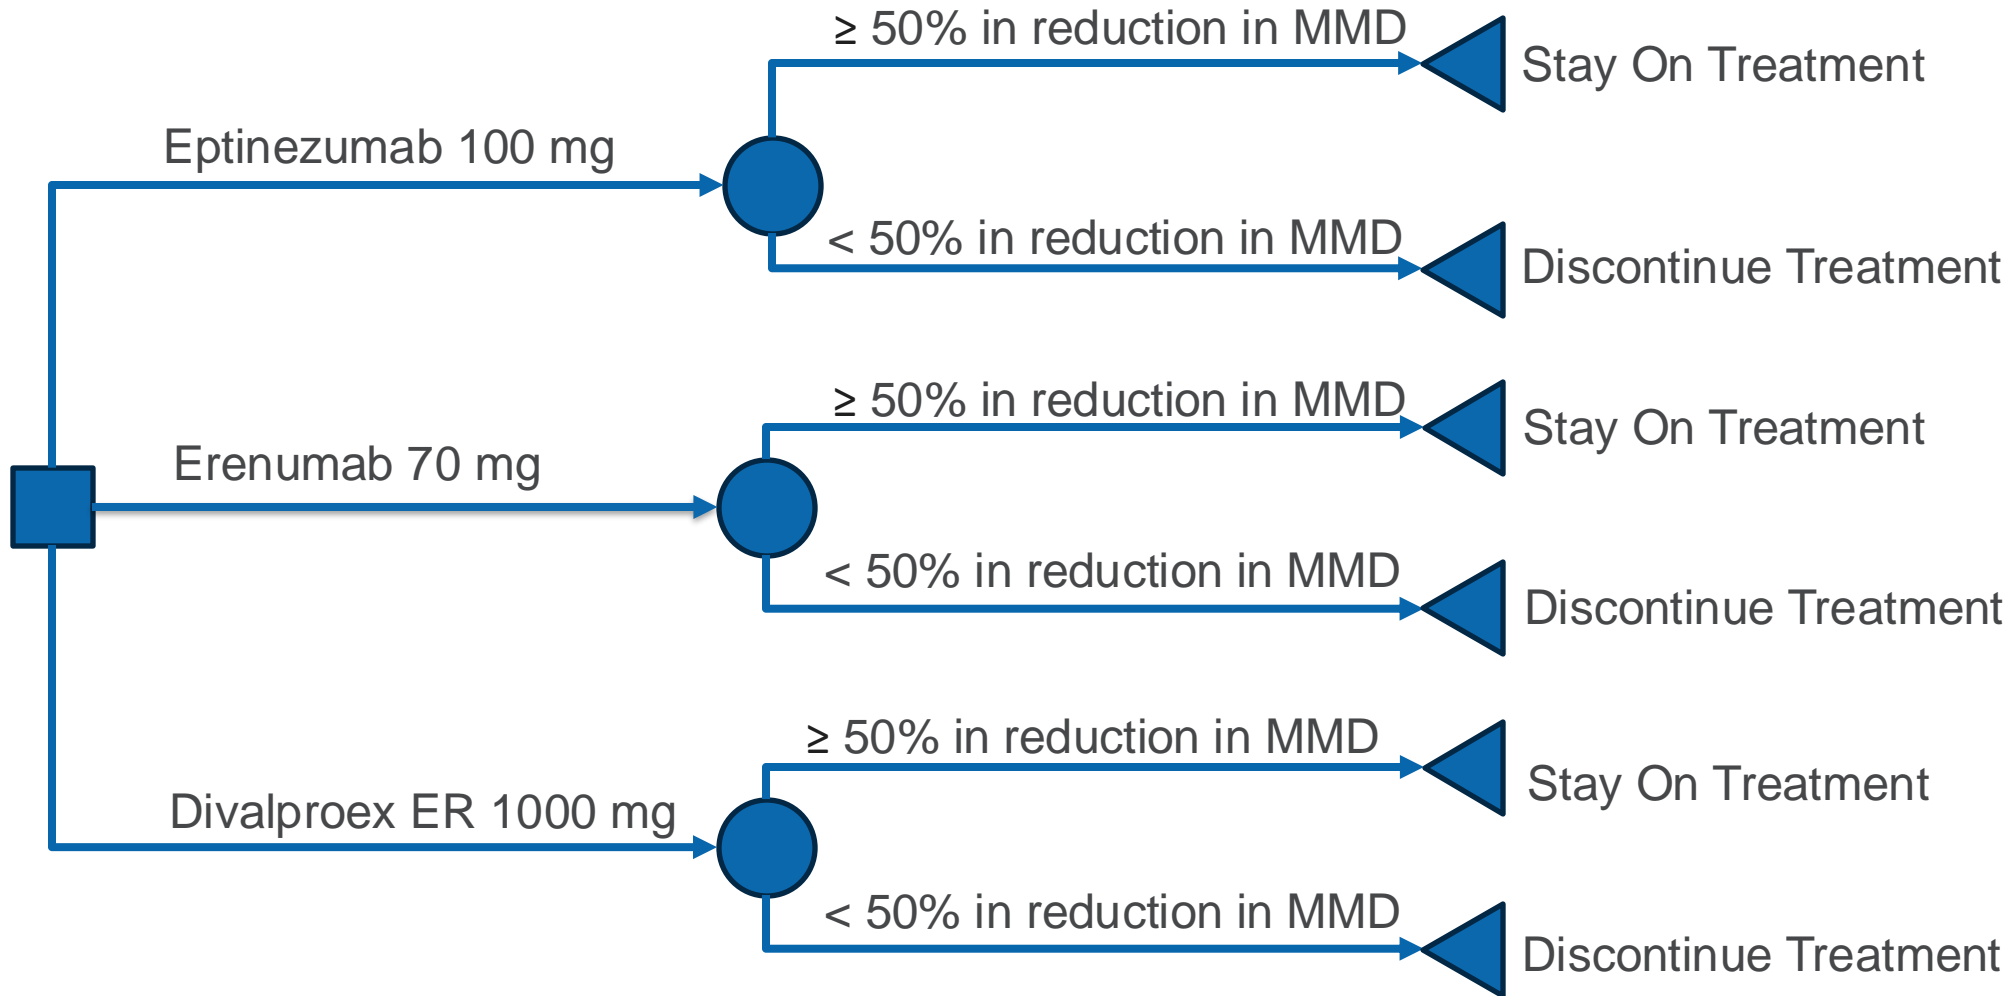 ≥ 50% in reduction in MMD
Stay On Treatment
Eptinezumab 100 mg
< 50% in reduction in MMD
Discontinue Treatment
≥ 50% in reduction in MMD
Stay On Treatment
Erenumab 70 mg
< 50% in reduction in MMD
Discontinue Treatment
≥ 50% in reduction in MMD
Stay On Treatment
Divalproex ER 1000 mg
< 50% in reduction in MMD
Discontinue Treatment